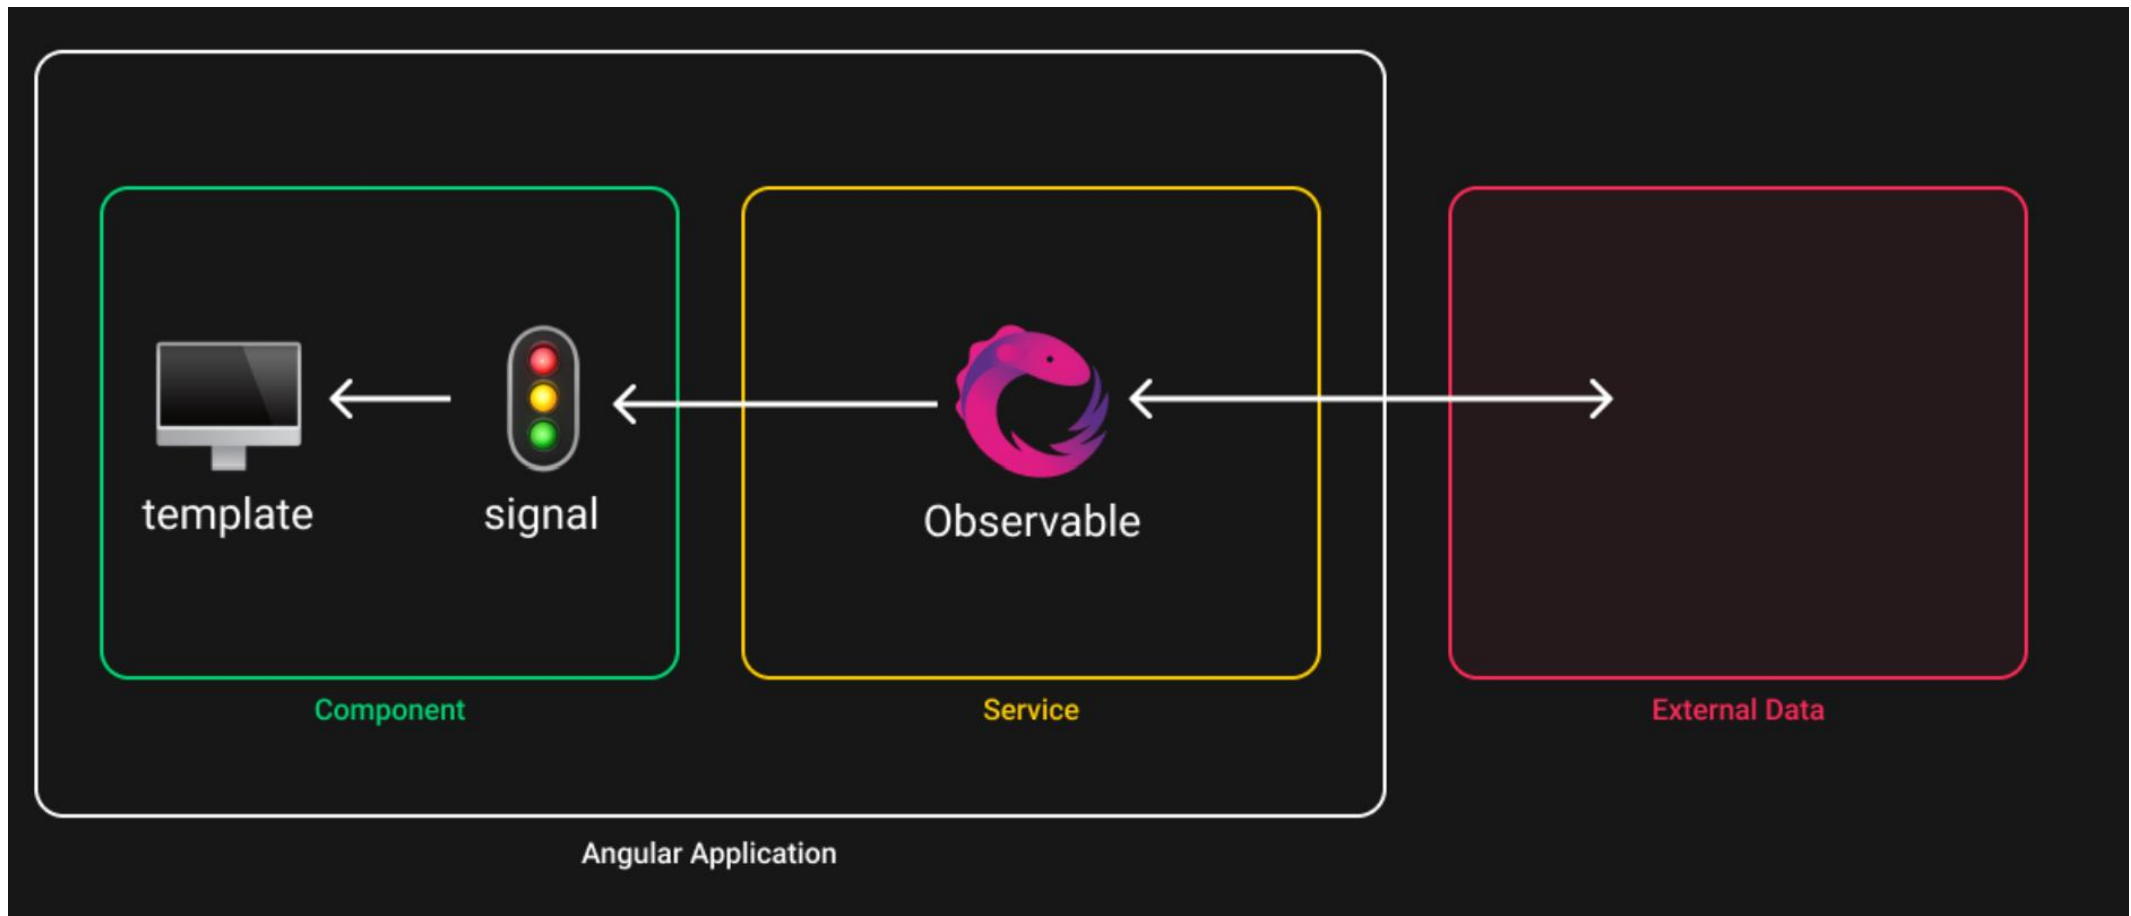 template
signal
Observable
Component
Service
External Data
Angular Application